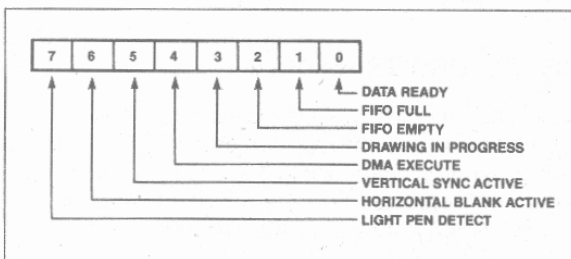 7 6 5 4 3 2 1 0
DATA READY
FIFO FULL
FIFO EMPTY
DRAWING IN PROGRESS
DMA EXECUTE
VERTICAL SYNC ACTIVE
HORIZONTAL BLANK ACTIVE
LIGHT PEN DETECT